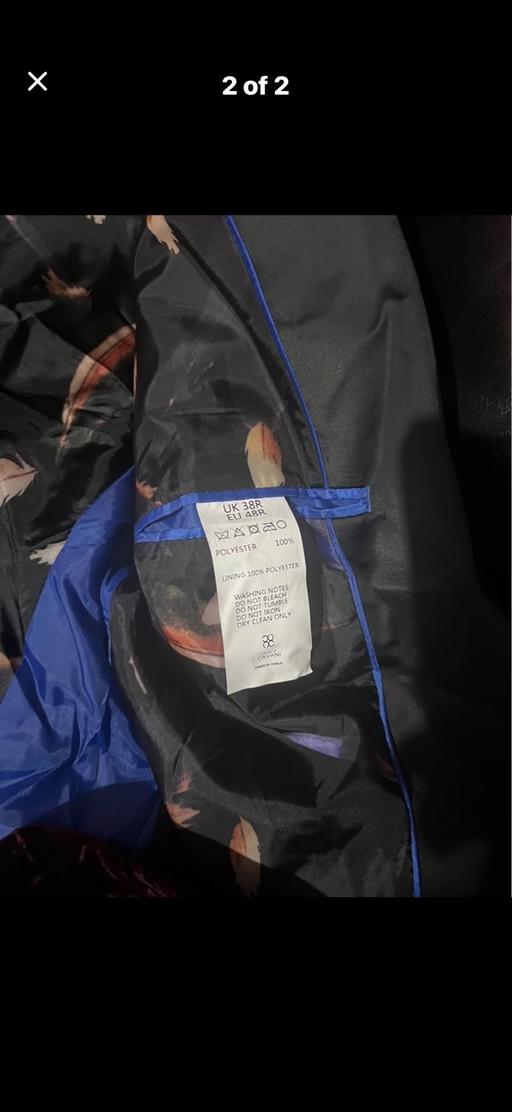 2 of 2
UK 38R
EU 48R
POLYESTER 100%
LINING 100% POLYESTER
WASHING NOTES
DO NOT BLEACH
DO NOT TUMBLE
DO NOT IRON
DRY CLEAN ONLY
CAVANI